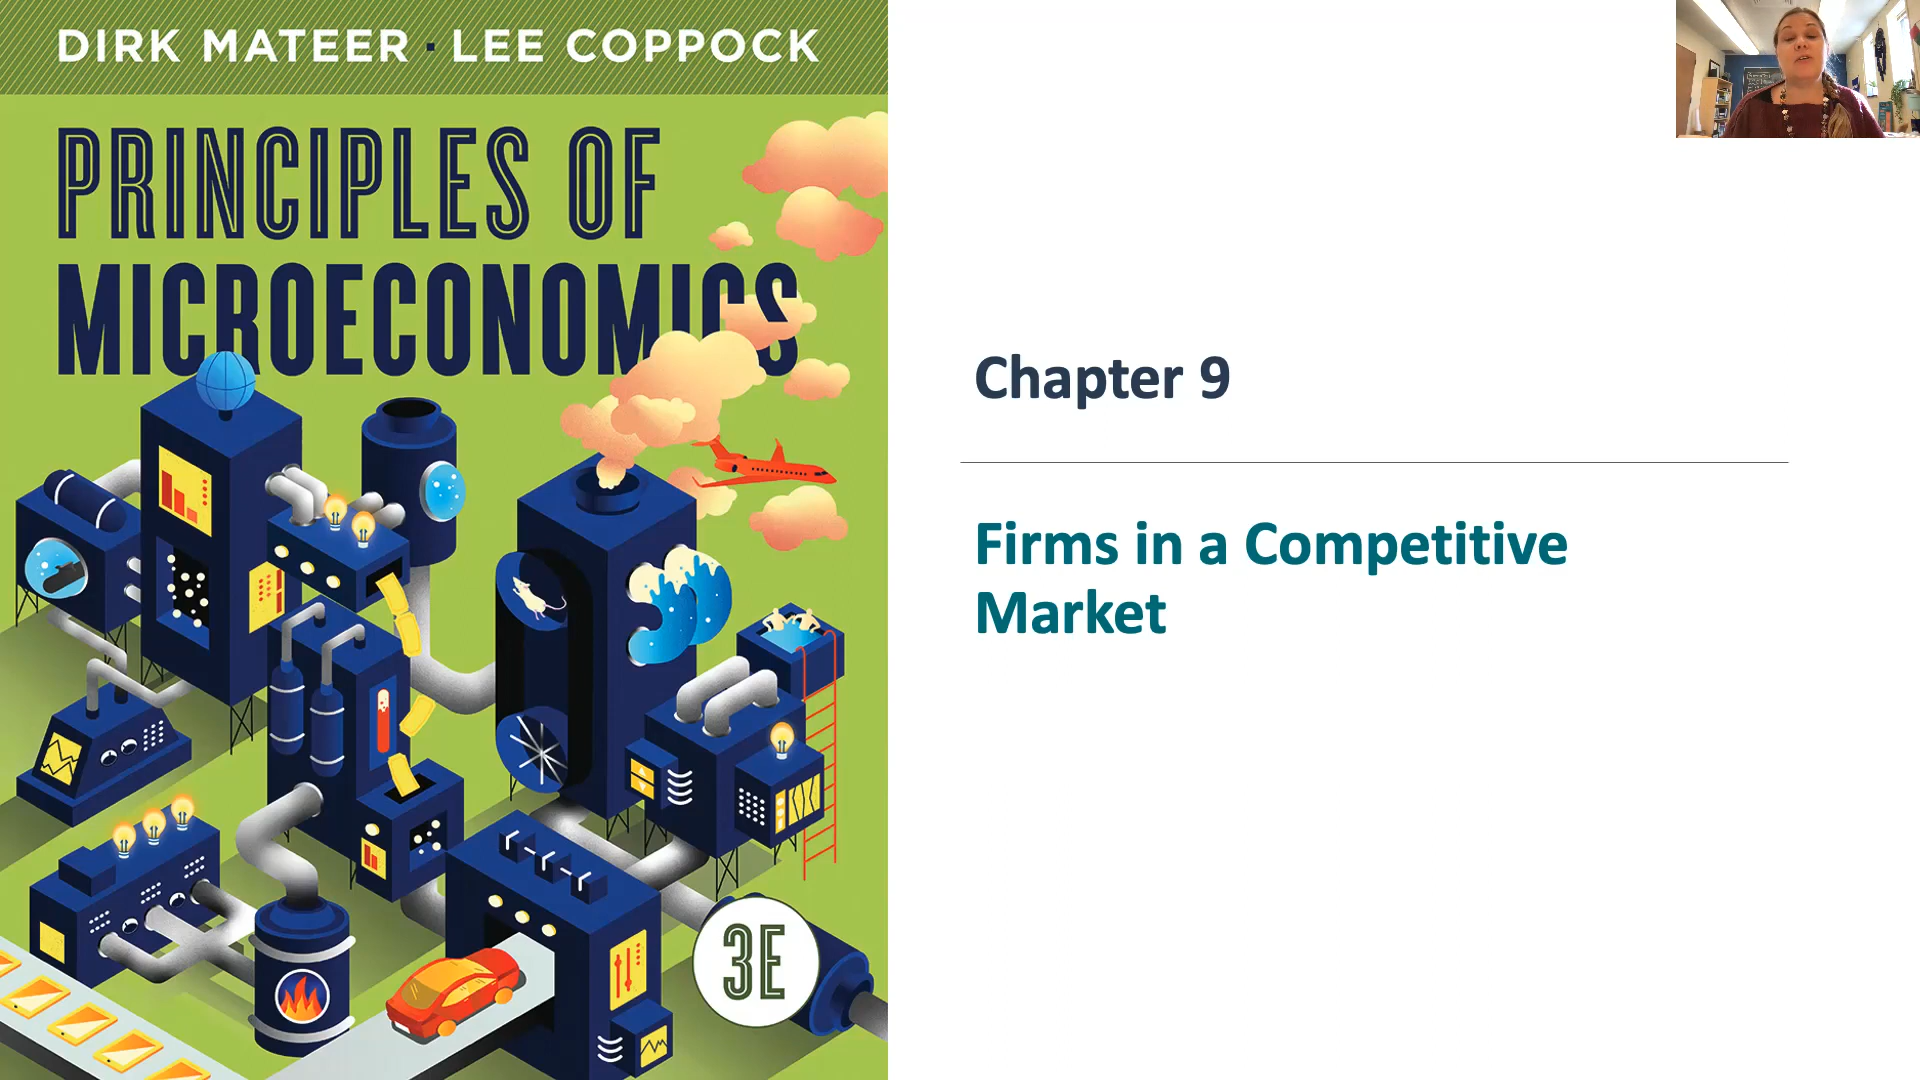 DIRK MATEER · LEE COPPOCK
PRINCIPLES OF
MICROECONOMICS
3E
Chapter 9
Firms in a Competitive
Market